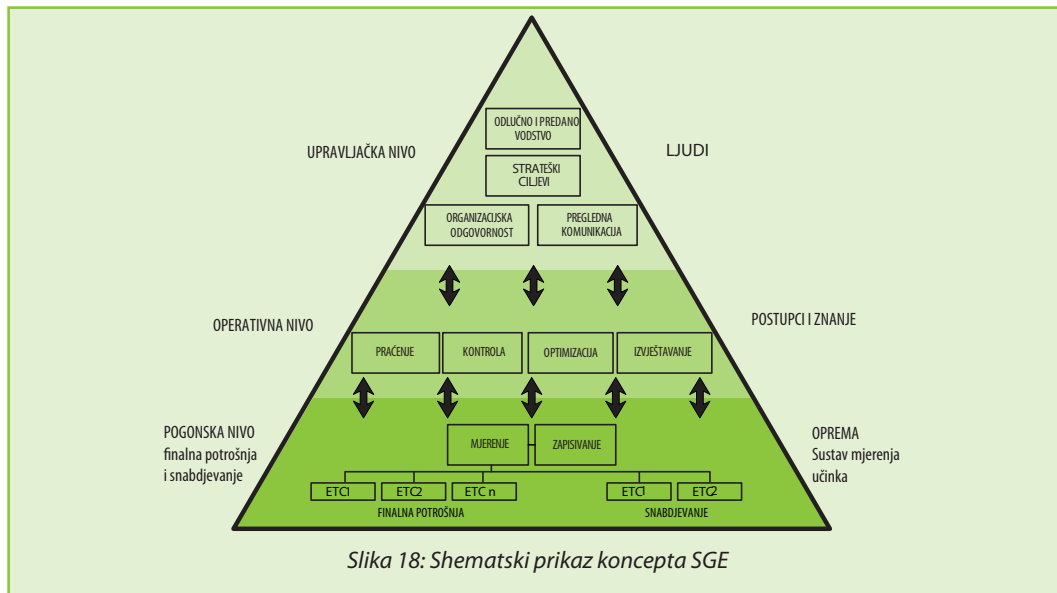 ODLUČNO I PREDANO
VODSTVO
UPRAVLJAČKA NIVO
LJUDI
STRATEŠKI
CILJEVI
ORGANIZACIJSKA
ODGOVORNOST
PREGLEDNA
KOMUNIKACIJA
OPERATIVNA NIVO
POSTUPCI I ZNANJE
PRAĆENJE
KONTROLA
OPTIMIZACIJA
IZVJEŠTAVANJE
POGONSKA NIVO
finalna potrošnja
i snabdjevanje
MJERENJE
ZAPISIVANJE
OPREMA
Sustav mjerenja
učinka
ETC1
ETC2
ETC n
ETC1
ETC2
FINALNA POTROŠNJA
SNABDJEVANJE
Slika 18: Shematski prikaz koncepta SGE